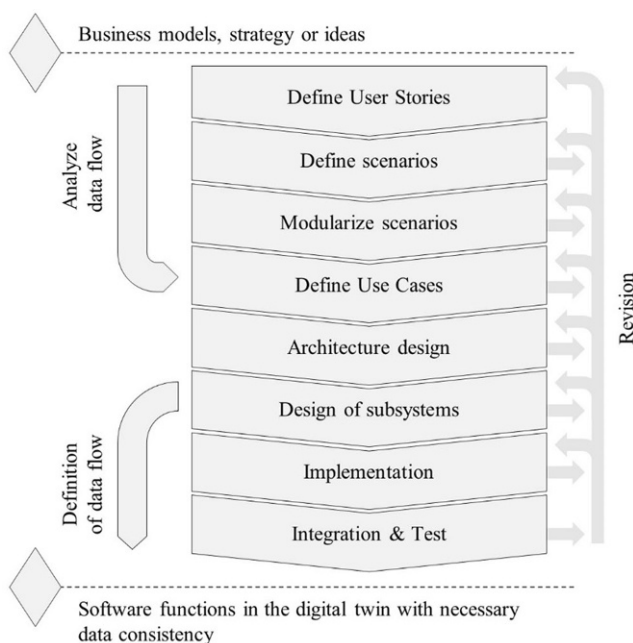 Business models, strategy or ideas
Define User Stories
Define scenarios
Modularize scenarios
Define Use Cases
Architecture design
Design of subsystems
Implementation
Integration & Test
Analyze
data flow
Definition
of data flow
Revision
Software functions in the digital twin with necessary
data consistency